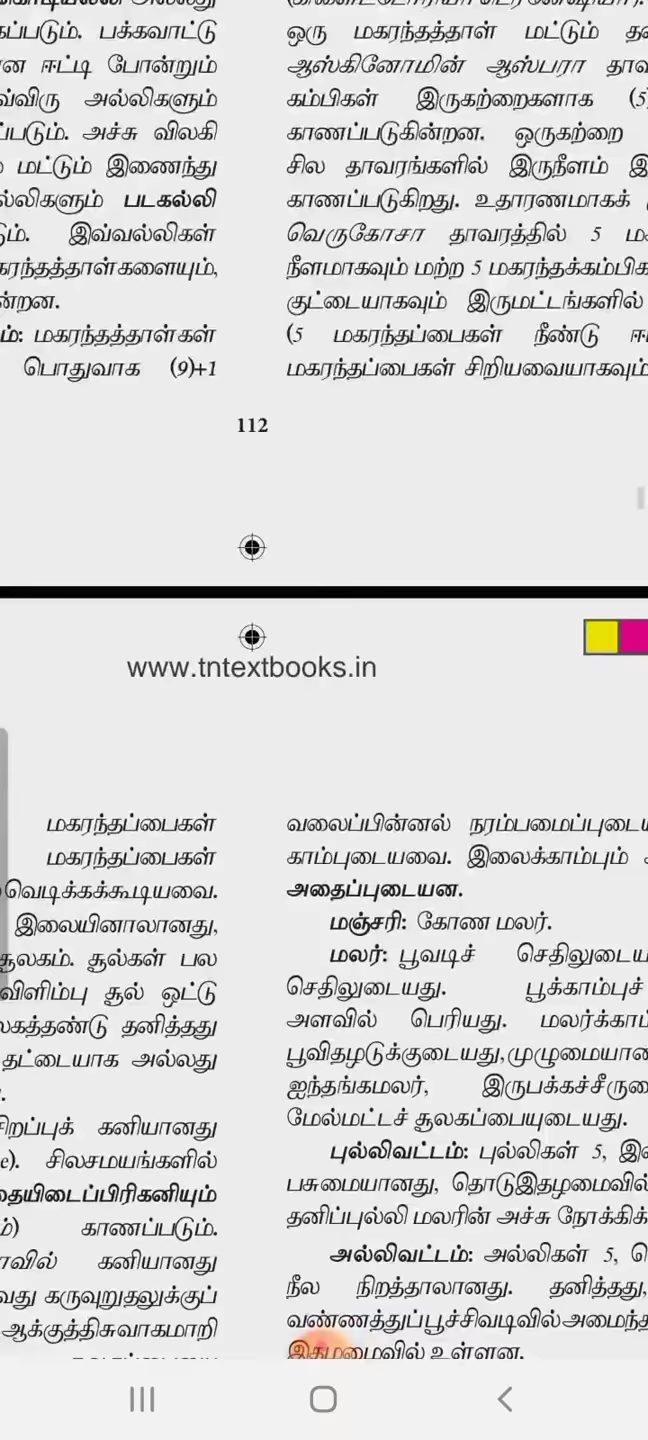 கப்படும். பக்கவாட்டு
ன ஈட்டி போன்றும்
வ்விரு அல்லிகளும்
ப்படும். அச்சு விலகி
மட்டும் இணைந்து
ல்லிகளும் படகல்லி
டும். இவ்வல்லிகள்
கரந்தத்தாள்களையும்,
ன்றன.
ம்: மகரந்தத்தாள்கள்
பொதுவாக (9)+1
ஒரு மகரந்தத்தாள் மட்டும் த
ஆஸ்கினோமின் ஆஸ்பரா தாவ
கம்பிகள் இருகற்றைகளாக (5)
காணப்படுகின்றன. ஒருகற்றை
சில தாவரங்களில் இருநீளம் இ
காணப்படுகிறது. உதாரணமாகக்
வெருகோசா தாவரத்தில் 5 ம
நீளமாகவும் மற்ற 5 மகரந்தக்கம்பிக
குட்டையாகவும் இருமட்டங்களில்
(5 மகரந்தப்பைகள் நீண்டு ஈ
மகரந்தப்பைகள் சிறியவையாகவும்
112
www.tntextbooks.in
மகரந்தப்பைகள்
மகரந்தப்பைகள்
வெடிக்கக்கூடியவை.
இலையினாலானது,
சூலகம். சூல்கள் பல
விளிம்பு சூல் ஒட்டு
லகத்தண்டு தனித்தது
தட்டையாக அல்லது
சிறப்புக் கனியானது
e). சிலசமயங்களில்
தையிடைப்பிரிகனியும்
ம்) காணப்படும்.
ாவில் கனியானது
வது கருவுறுதலுக்குப்
ஆக்குத்திசுவாகமாறி
வலைப்பின்னல் நரம்பமைப்புடைய
காம்புடையவை. இலைக்காம்பும்
அதைப்புடையன.
மஞ்சரி: கோண மலர்.
மலர்: பூவடிச் செதிலுடைய
செதிலுடையது. பூக்காம்புச்
அளவில் பெரியது. மலர்க்காம்
பூவிதழடுக்குடையது, முழுமையான
ஐந்தங்கமலர், இருபக்கச்சீருடை
மேல்மட்டச் சூலகப்பையுடையது.
புல்லிவட்டம்: புல்லிகள் 5, இ
பசுமையானது, தொடுஇதழமைவில்
தனிப்புல்லி மலரின் அச்சு நோக்கிக்
அல்லிவட்டம்: அல்லிகள் 5,
நீல நிறத்தாலானது. தனித்தது,
வண்ணத்துப்பூச்சிவடிவில் அமைந்த
இதழமைவில் உள்ளன.